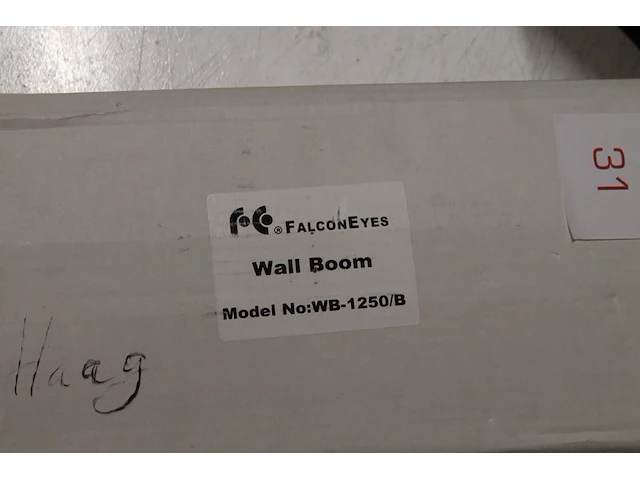 31
® FALCONEYES
Wall Boom
Model No:WB-1250/B
Haag